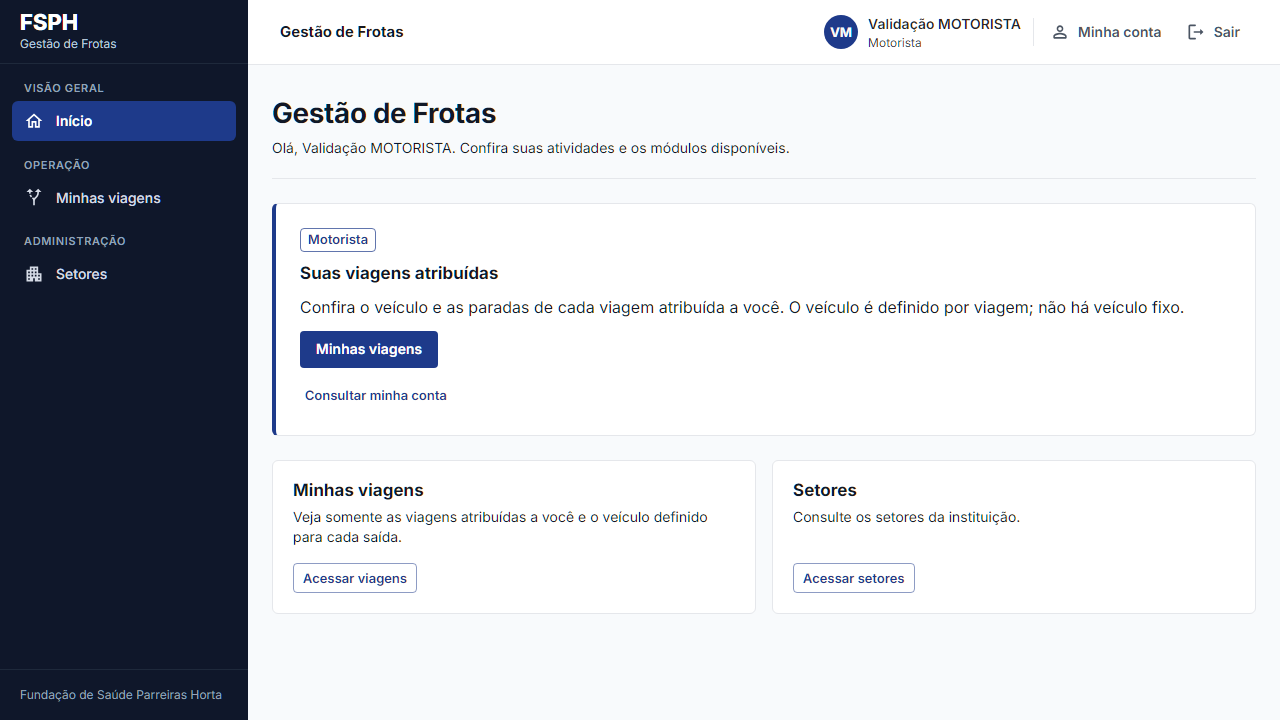 FSPH
Gestão de Frotas
VISÃO GERAL
Início
OPERAÇÃO
Minhas viagens
ADMINISTRAÇÃO
Setores
Fundação de Saúde Parreiras Horta
Gestão de Frotas
VM
Validação MOTORISTA
Motorista
Minha conta
Sair
Gestão de Frotas
Olá, Validação MOTORISTA. Confira suas atividades e os módulos disponíveis.
Motorista
Suas viagens atribuídas
Confira o veículo e as paradas de cada viagem atribuída a você. O veículo é definido por viagem; não há veículo fixo.
Minhas viagens
Consultar minha conta
Minhas viagens
Veja somente as viagens atribuídas a você e o veículo definido
para cada saída.
Acessar viagens
Setores
Consulte os setores da instituição.
Acessar setores